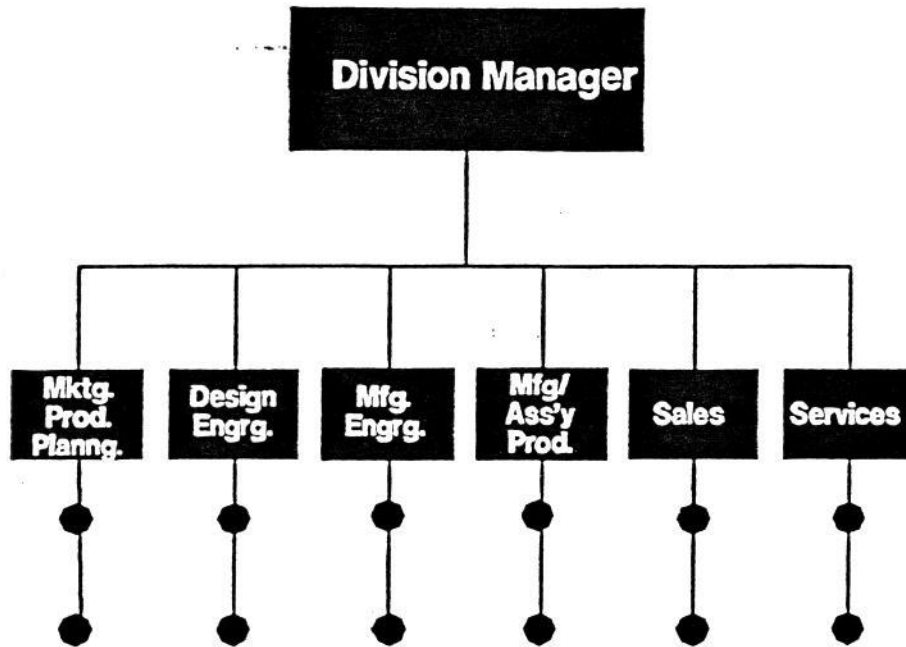 Division Manager
Mktg.
Prod.
Planng.
Design
Engrg.
Mfg.
Engrg.
Mfg/
Ass'y
Prod.
Sales
Services